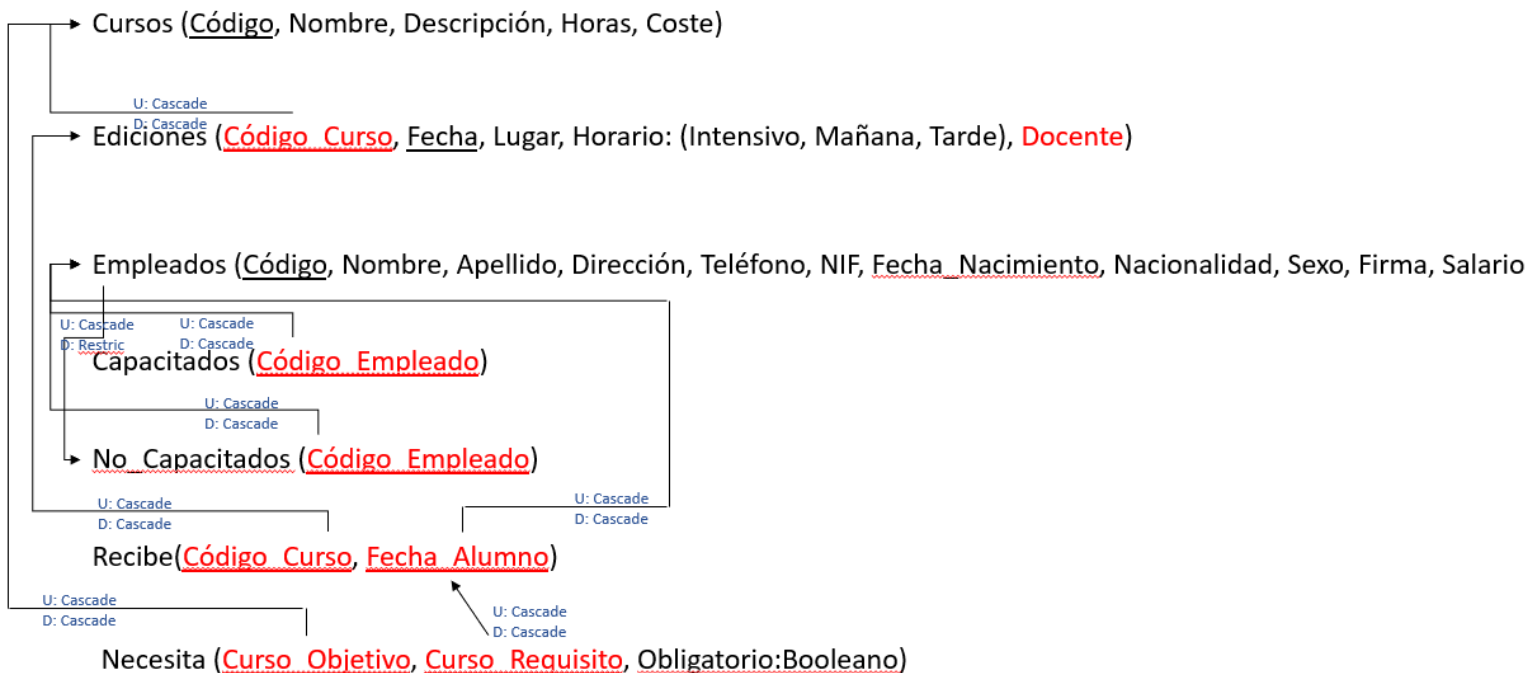 Cursos (Código, Nombre, Descripción, Horas, Coste)
U: Cascade
D: Cascade
Ediciones (Código_Curso, Fecha, Lugar, Horario: (Intensivo, Mañana, Tarde), Docente)
Empleados (Código, Nombre, Apellido, Dirección, Teléfono, NIF, Fecha_Nacimiento, Nacionalidad, Sexo, Firma, Salario
U: Cascade U: Cascade
D: Restric D: Cascade
Capacitados (Código_Empleado)
U: Cascade
D: Cascade
No_Capacitados (Código_Empleado)
U: Cascade U: Cascade
D: Cascade D: Cascade
Recibe(Código_Curso, Fecha_Alumno)
U: Cascade U: Cascade
D: Cascade D: Cascade
Necesita (Curso_Objetivo, Curso_Requisito, Obligatorio:Booleano)